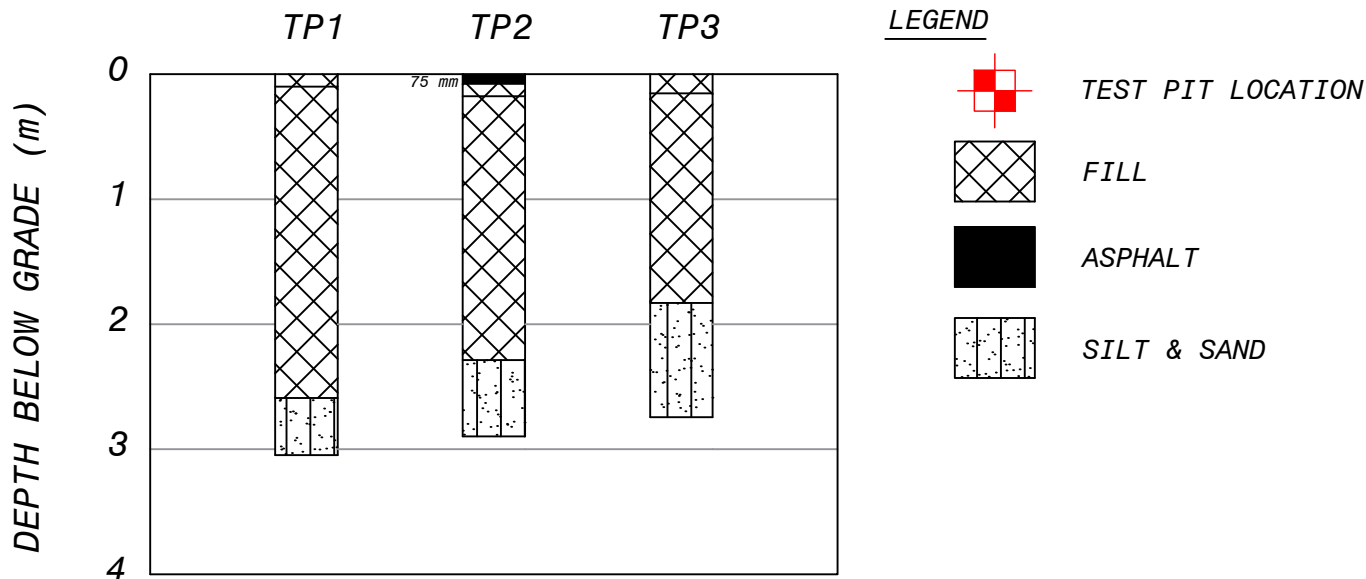 TP1 TP2 TP3
LEGEND
0
75 mm
TEST PIT LOCATION
FILL
1
ASPHALT
2
SILT & SAND
3
4
DEPTH BELOW GRADE (m)